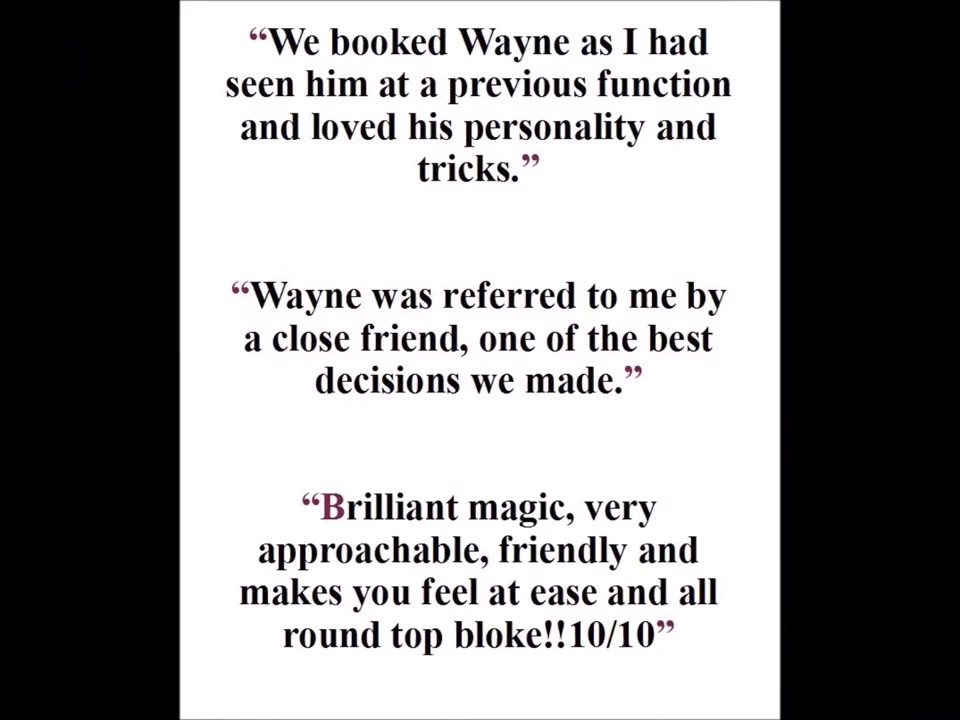 “We booked Wayne as I had
seen him at a previous function
and loved his personality and
tricks.”
“Wayne was referred to me by
a close friend, one of the best
decisions we made.”
“Brilliant magic, very
approachable, friendly and
makes you feel at ease and all
round top bloke!!10/10”